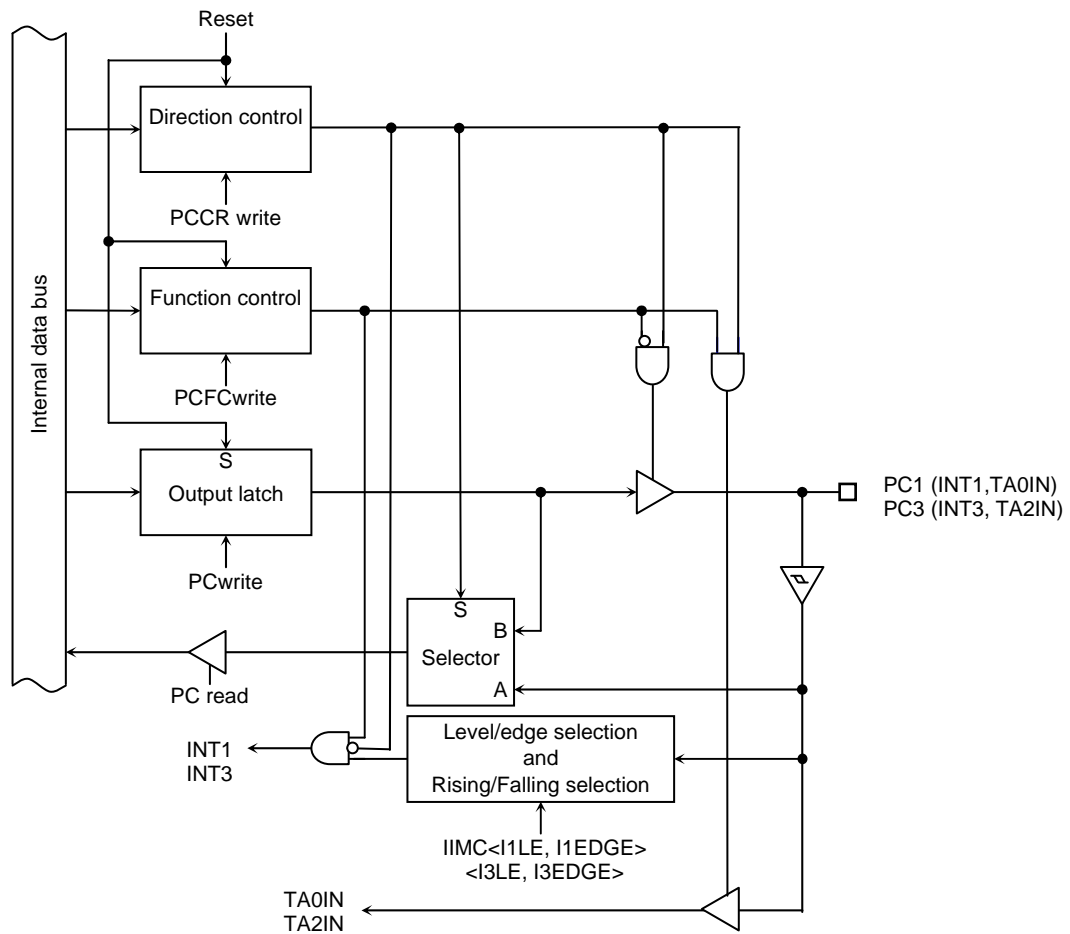 Reset
Direction control
PCCR write
Internal data bus
Function control
PCFCwrite
S
Output latch
PCwrite
PC1 (INT1,TA0IN)
PC3 (INT3, TA2IN)
S
B
Selector
A
PC read
INT1
INT3
Level/edge selection
and
Rising/Falling selection
IIMC<I1LE, I1EDGE>
<I3LE, I3EDGE>
TA0IN
TA2IN